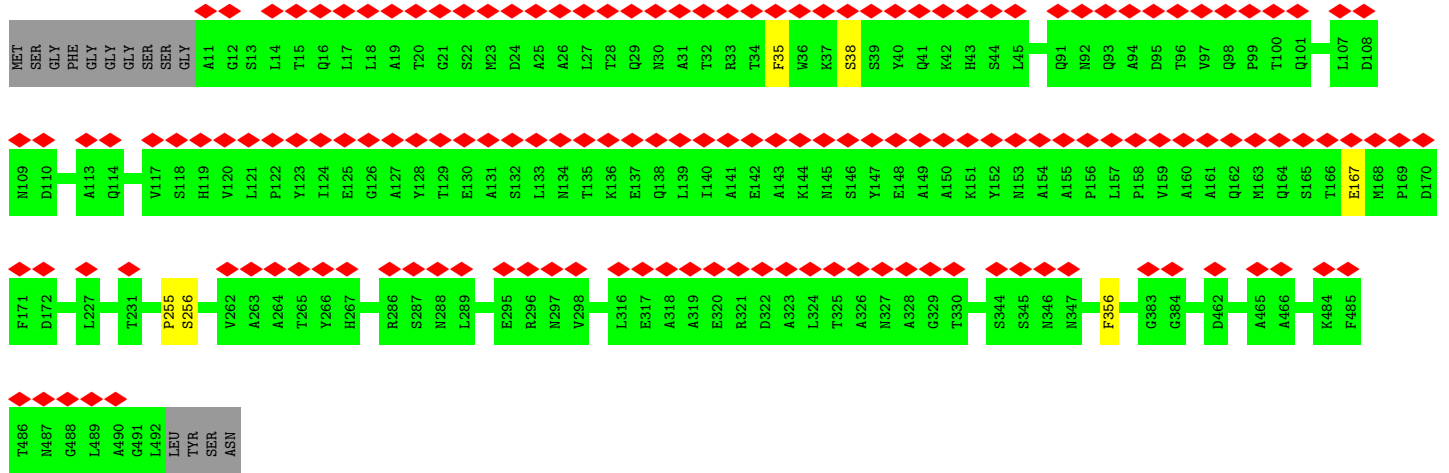 MET SER GLY PHE GLY GLY GLY SER SER GLY A11 G12 S13 L14 T15 Q16 L17 L18 A19 T20 G21 S22 M23 D24 A25 A26 L27 T28 Q29 N30 A31 T32 R33 T34 F35 W36 K37 S38 S39 Y40 Q41 K42 H43 S44 L45 Q91 N92 Q93 A94 D95 T96 V97 Q98 P99 T100 Q101 L107 D108
N109 D110 A113 Q114 V117 S118 H119 V120 L121 P122 Y123 I124 E125 G126 A127 Y128 T129 E130 A131 S132 L133 N134 T135 K136 E137 Q138 L139 I140 A141 E142 A143 K144 N145 S146 Y147 E148 A149 A150 K151 Y152 N153 A154 A155 P156 L157 P158 V159 A160 A161 Q162 M163 Q164 S165 T166 E167 M168 P169 D170
F171 D172 L227 T231 P255 S256 V262 A263 A264 T265 Y266 H267 R286 S287 N288 L289 E295 R296 N297 V298 L316 E317 A318 A319 E320 R321 D322 A323 L324 T325 A326 N327 A328 G329 T330 S344 S345 N346 N347 F356 G383 G384 D462 A465 A466 K484 F485
T486 N487 G488 L489 A490 G491 L492 LEU TYR SER ASN